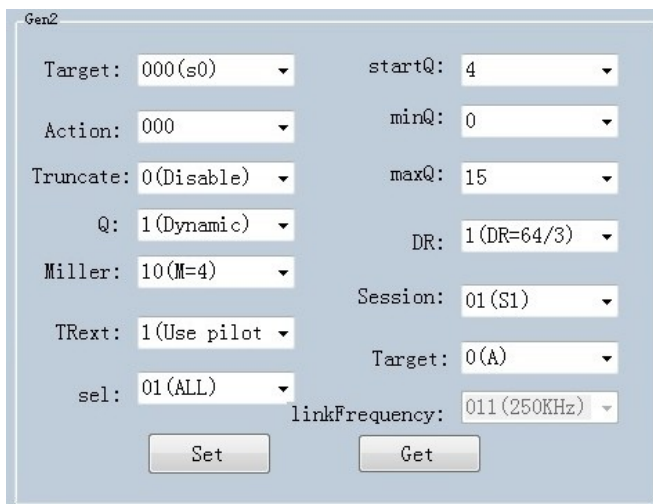 Gen2
Target: 000(s0)
startQ: 4
Action: 000
minQ: 0
Truncate: 0(Disable)
maxQ: 15
Q: 1(Dynamic)
DR: 1(DR=64/3)
Miller: 10(M=4)
Session: 01(S1)
TRext: 1(Use pilot
Target: 0(A)
sel: 01(ALL)
linkFrequency: 011(250KHz)
Set
Get